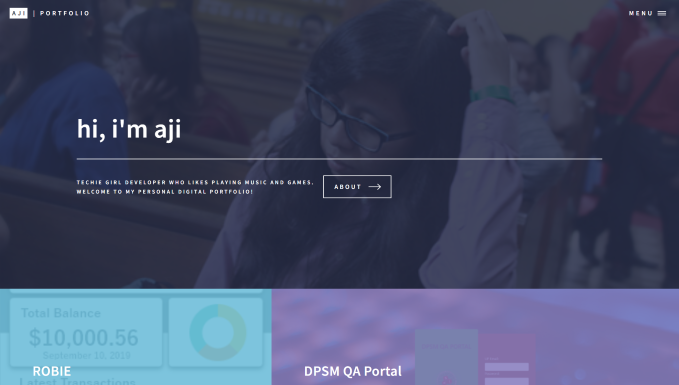 AJI | PORTFOLIO
MENU
hi, i'm aji
TECHIE GIRL DEVELOPER WHO LIKES PLAYING MUSIC AND GAMES.
WELCOME TO MY PERSONAL DIGITAL PORTFOLIO!
ABOUT
Total Balance
$10,000.56
September 10, 2019
ROBIE
Latest Transactions
DPSM QA Portal